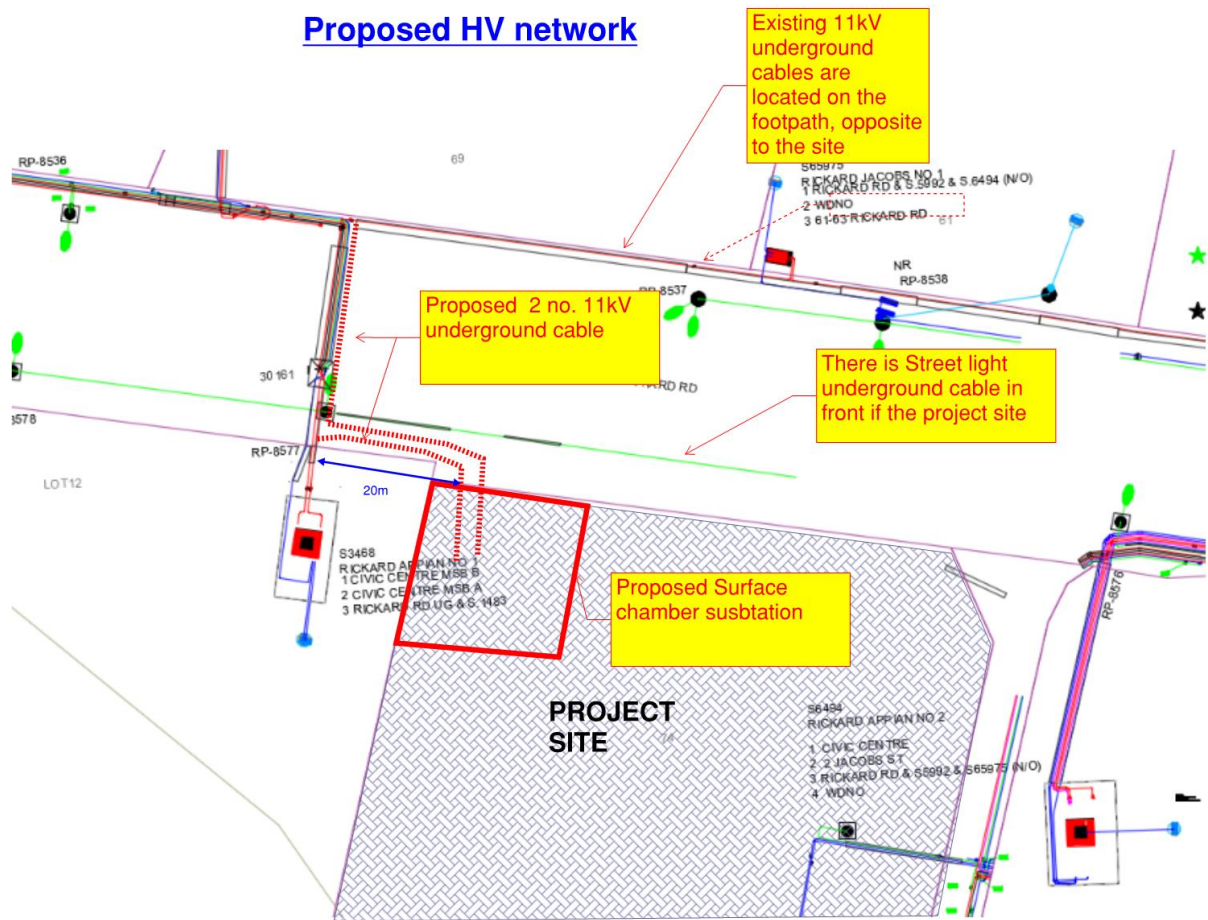 Proposed HV network
Existing 11kV
underground
cables are
located on the
footpath, opposite
to the site
RP-8536
69
S65975
RICKARD JACOBS NO 1
1 RICKARD RD & S.5992 & S.6494 (N/O)
2 WDNO
3 61-63 RICKARD RD
61
NR
RP-8538
RP-8537
Proposed 2 no. 11kV
underground cable
There is Street light
underground cable in
front if the project site
30 161
RD RD
8578
RP-8577
20m
LOT12
S3468
RICKARD APPIAN NO 1
1 CIVIC CENTRE MSB B
2 CIVIC CENTRE MSB A
3 RICKARD RD UG & S.1483
Proposed Surface
chamber susbtation
RP-8576
PROJECT
SITE
74
S6494
RICKARD APPIAN NO 2
1 CIVIC CENTRE
2 2 JACOBS ST
3 RICKARD RD & S5992 & S65975 (N/O)
4 WDNO